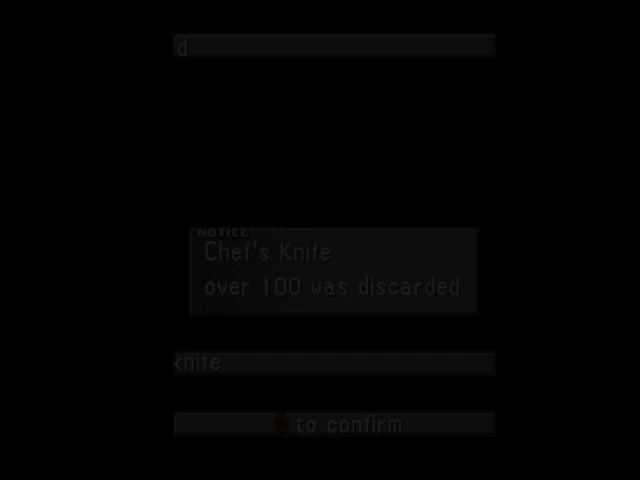 d
NOTICE
Chef's Knife
over 100 was discarded
knife
to confirm